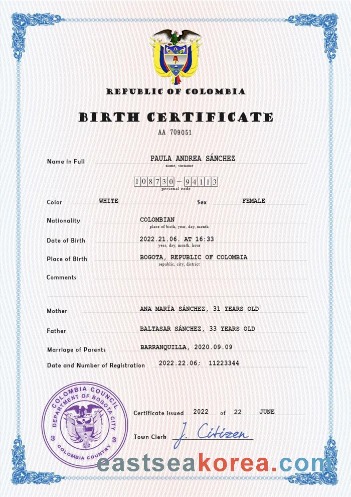 REPUBLIC OF COLOMBIA
BIRTH CERTIFICATE
AA 709051
Name in Full PAULA ANDREA SÁNCHEZ
name, surname
108730-94113
personal code
Color WHITE Sex FEMALE
Nationality COLOMBIAN
place of birth, year, day, month
Date of Birth 2022.21.06. AT 16:33
year, day, month, hour
Place of Birth BOGOTA, REPUBLIC OF COLOMBIA
republic, city, district
Comments
Mother ANA MARÍA SÁNCHEZ, 31 YEARS OLD
Father BALTASAR SÁNCHEZ, 33 YEARS OLD
Marriage of Parents BARRANQUILLA, 2020.09.09
Date and Number of Registration 2022.22.06; 11223344
COLOMBIA COUNCIL
DEPARTMENT OF BOGOTA CITY
COLOMBIA COUNTRY
Certificate Issued 2022 of 22 JUNE
Town Clerk J. Citizen
eastseakorea.com